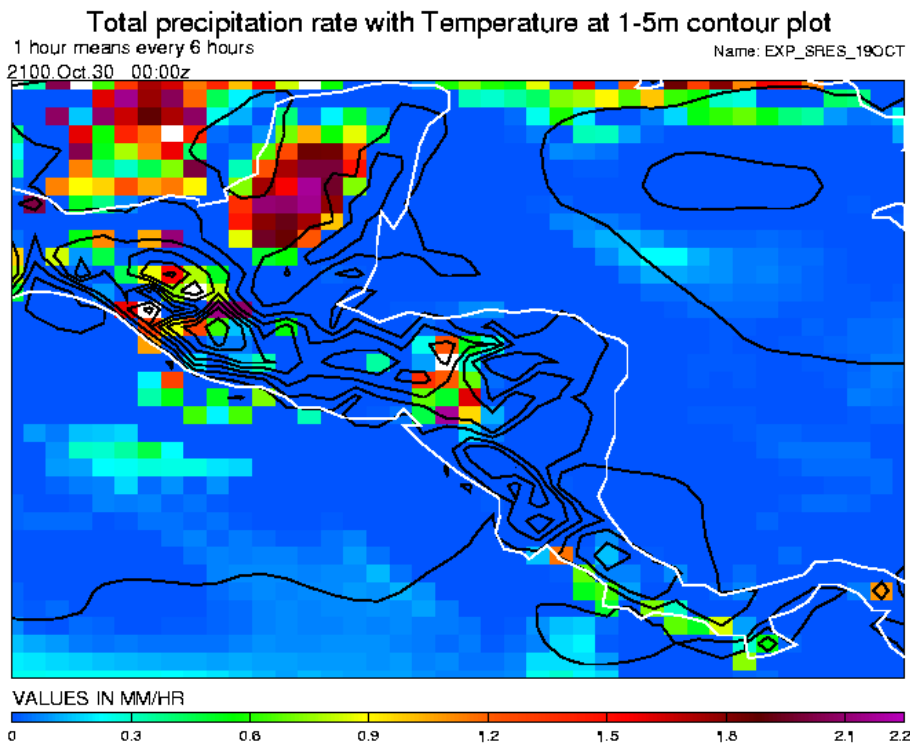 Total precipitation rate with Temperature at 1-5m contour plot
1 hour means every 6 hours
Name: EXP_SRES_19OCT
2100.Oct.30 00:00z
VALUES IN MM/HR
0 0.3 0.6 0.9 1.2 1.5 1.8 2.1 2.2